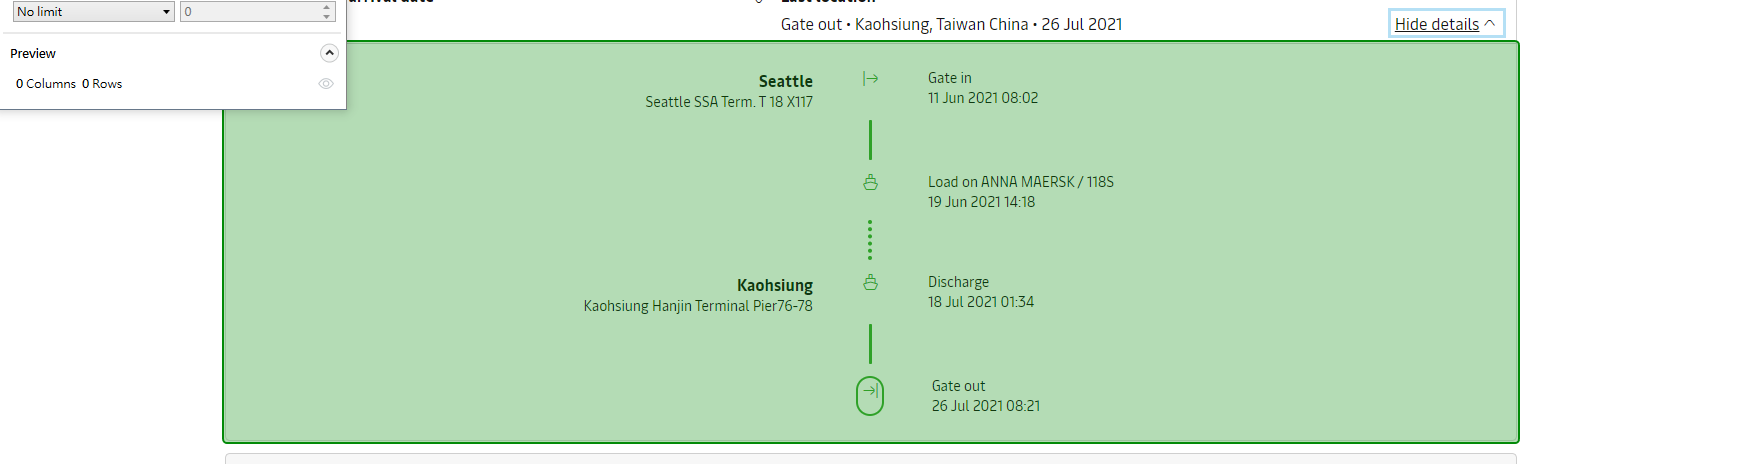 No limit
0
Preview
0 Columns 0 Rows
Gate out • Kaohsiung, Taiwan China • 26 Jul 2021
Hide details
Seattle
Seattle SSA Term. T 18 X117
Gate in
11 Jun 2021 08:02
Load on ANNA MAERSK / 118S
19 Jun 2021 14:18
Kaohsiung
Kaohsiung Hanjin Terminal Pier76-78
Discharge
18 Jul 2021 01:34
Gate out
26 Jul 2021 08:21